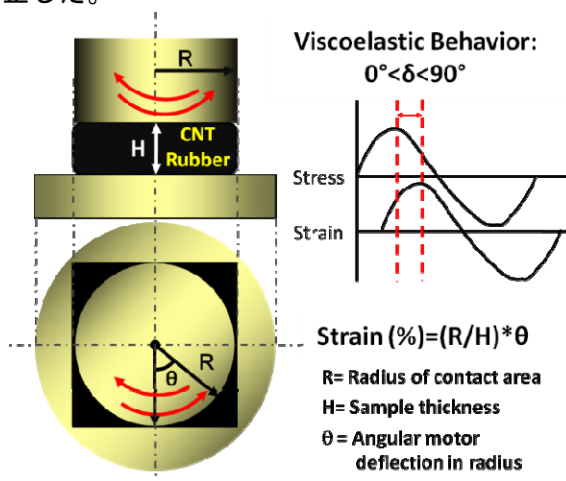 Viscoelastic Behavior:
0°<δ<90°
R
H
CNT
Rubber
Stress
Strain
R
θ
Strain (%)=(R/H)*θ
R= Radius of contact area
H= Sample thickness
θ = Angular motor
deflection in radius